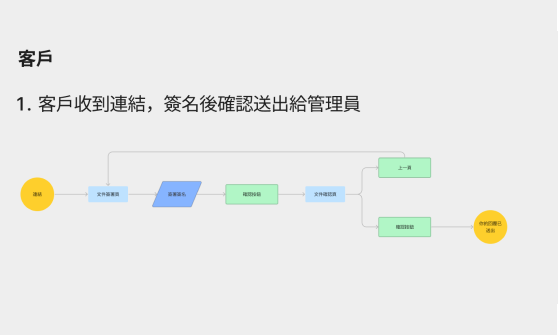 客戶
1. 客戶收到連結，簽名後確認送出給管理員
上一頁
連結
文件簽署頁
簽署簽名
確認按鈕
文件確認頁
確認按鈕
你的回覆已
送出